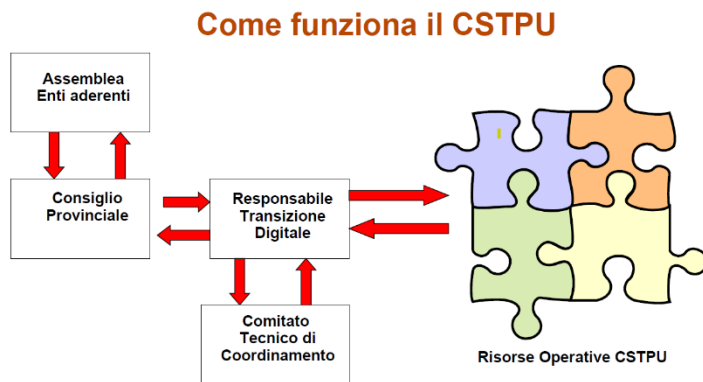 Come funziona il CSTPU
Assemblea
Enti aderenti
Consiglio
Provinciale
Responsabile
Transizione
Digitale
Comitato
Tecnico di
Coordinamento
Risorse Operative CSTPU